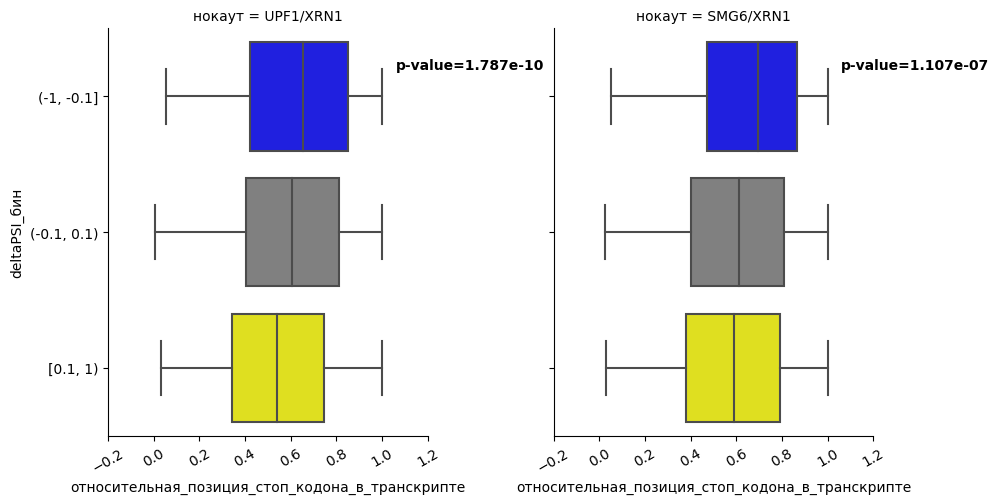 нокаут = UPF1/XRN1
нокаут = SMG6/XRN1
p-value=1.787e-10
p-value=1.107e-07
(-1, -0.1]
(-0.1, 0.1)
[0.1, 1)
deltaPSI_бин
−0.2 0.0 0.2 0.4 0.6 0.8 1.0 1.2
−0.2 0.0 0.2 0.4 0.6 0.8 1.0 1.2
относительная_позиция_стоп_кодона_в_транскрипте
относительная_позиция_стоп_кодона_в_транскрипте